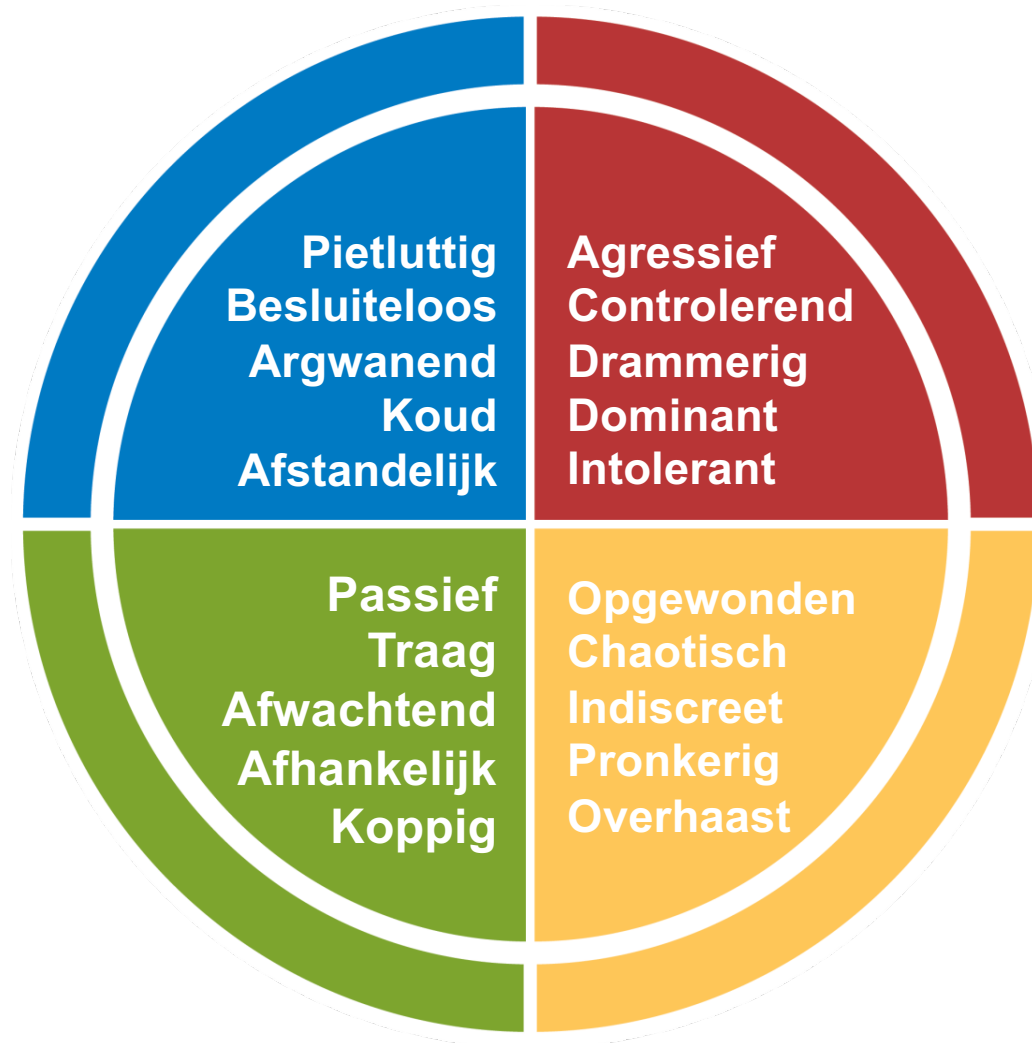 Pietluttig
Besluiteloos
Argwanend
Koud
Afstandelijk
Agressief
Controlerend
Drammerig
Dominant
Intolerant
Passief
Traag
Afwachtend
Afhankelijk
Koppig
Opgewonden
Chaotisch
Indiscreet
Pronkerig
Overhaast